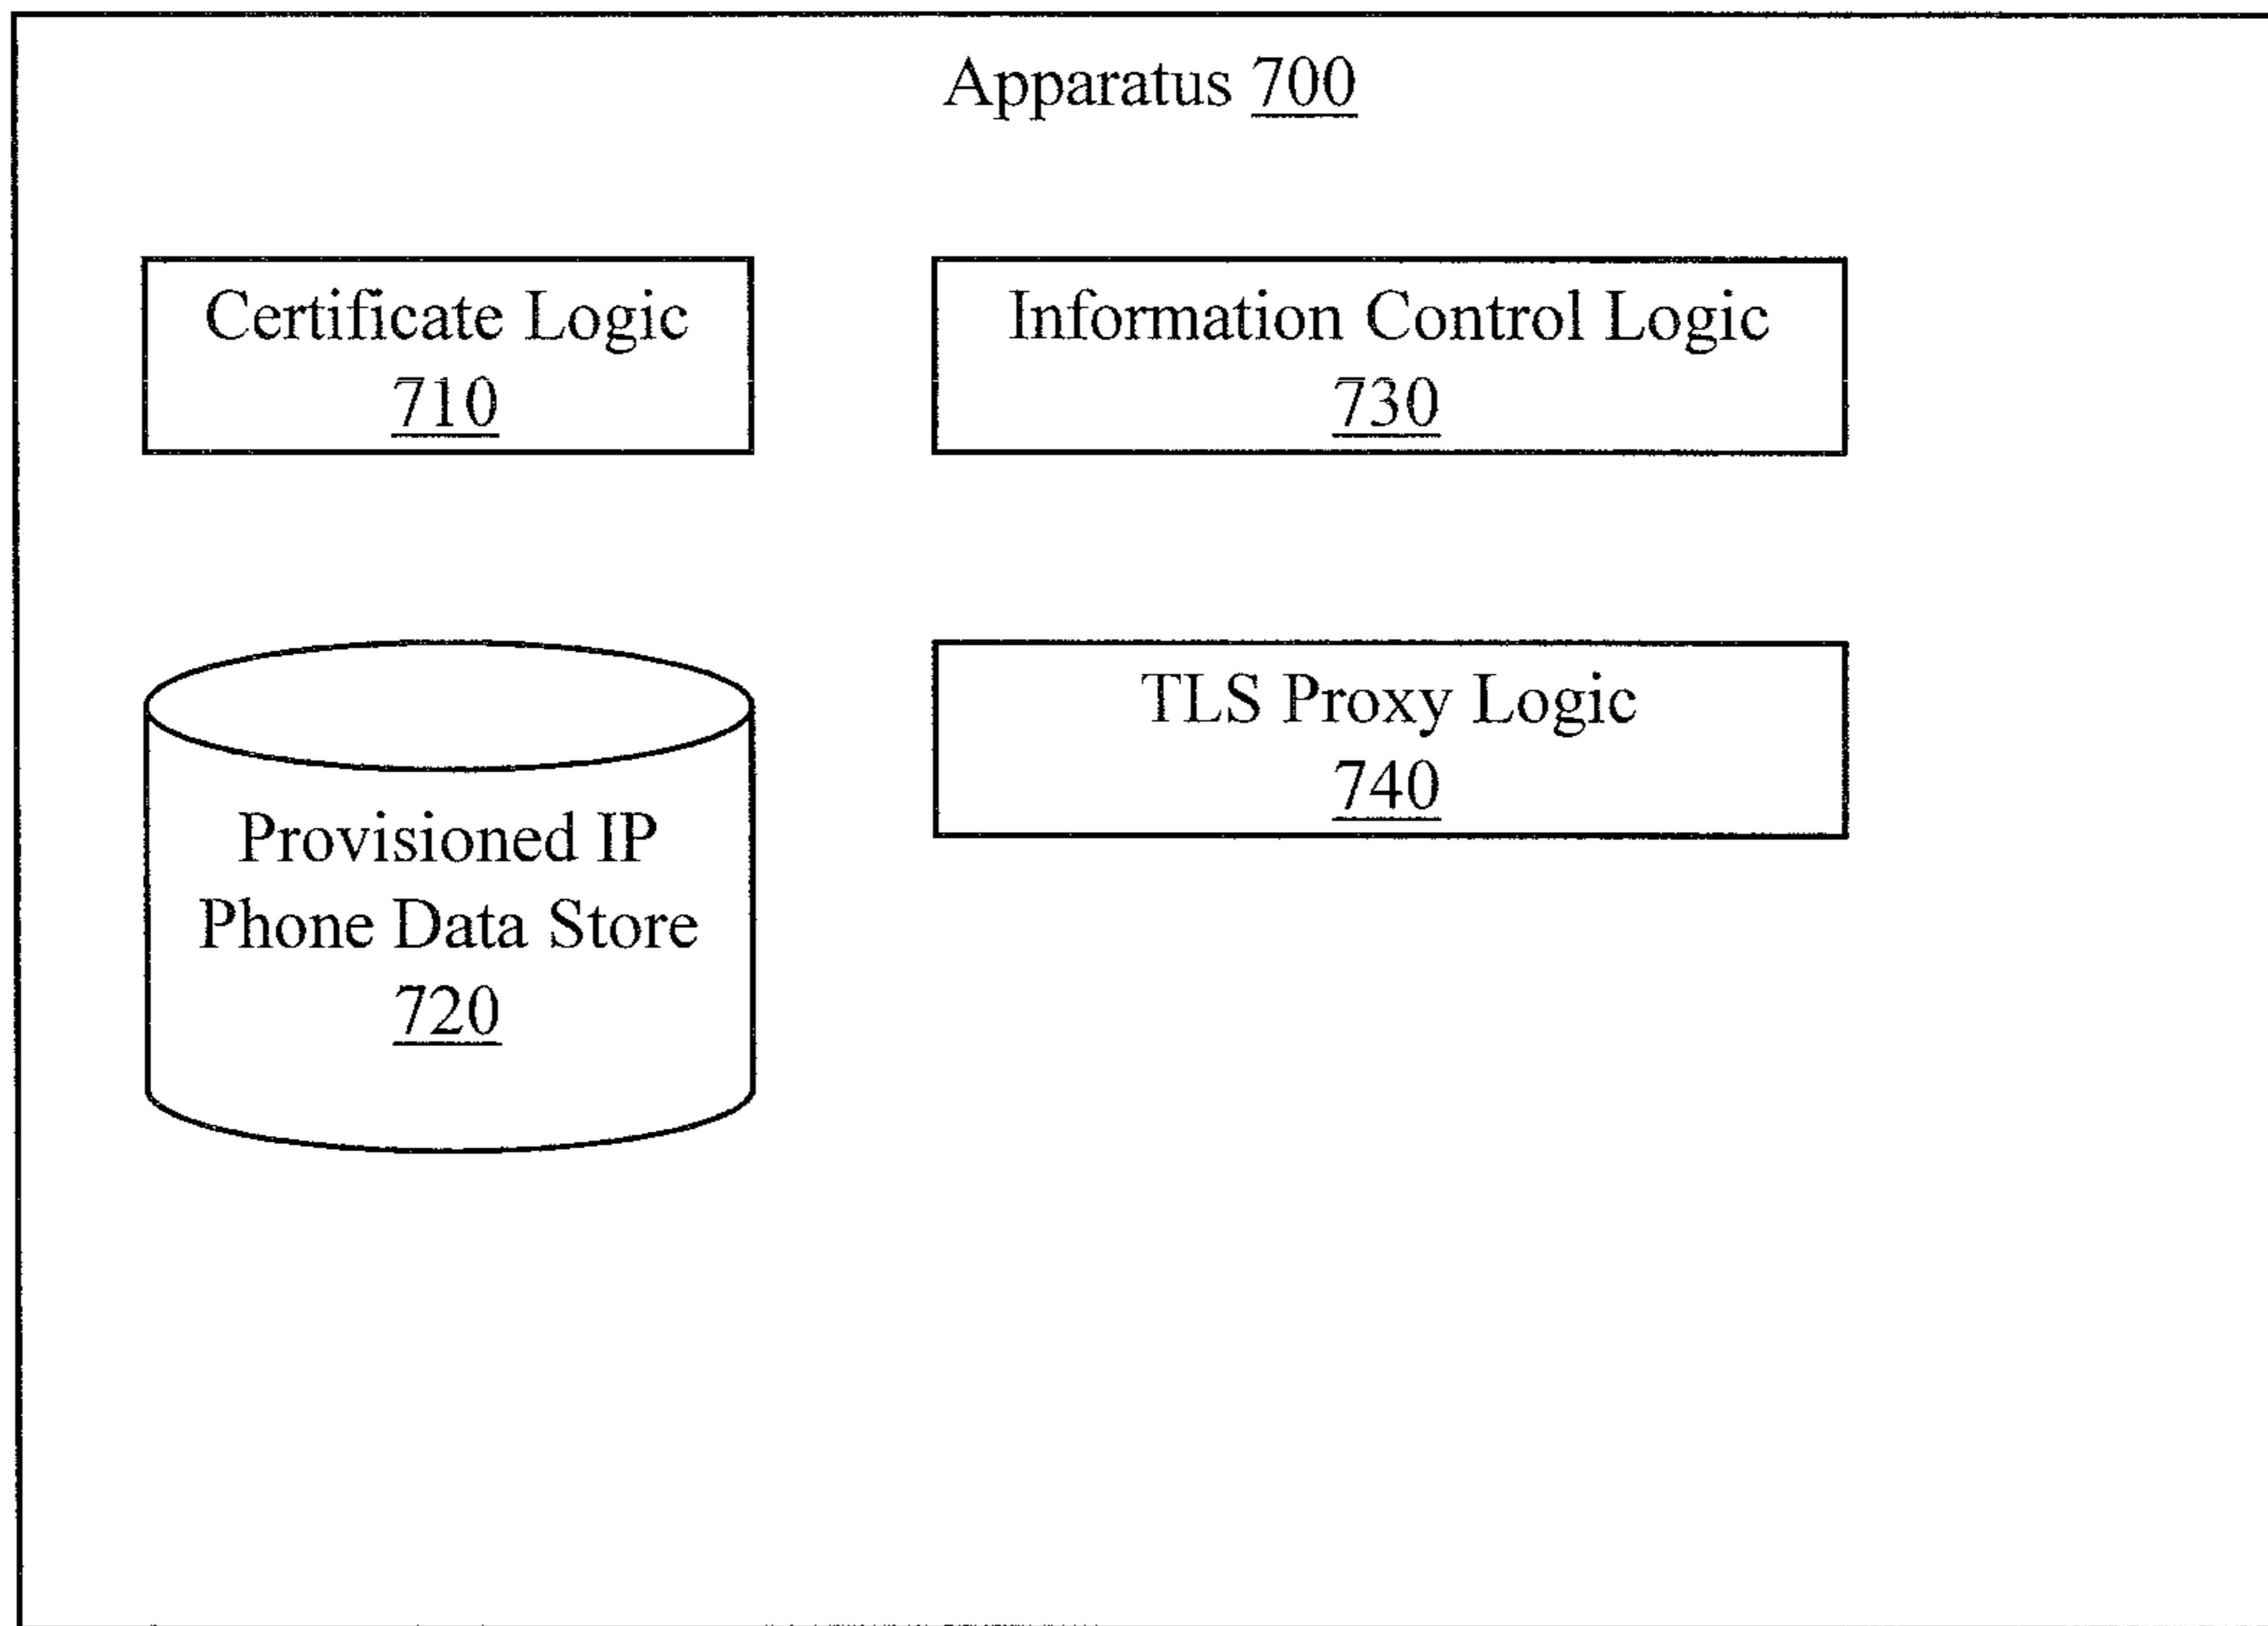 Apparatus 700
Certificate Logic
710
Information Control Logic
730
Provisioned IP
Phone Data Store
720
TLS Proxy Logic
740